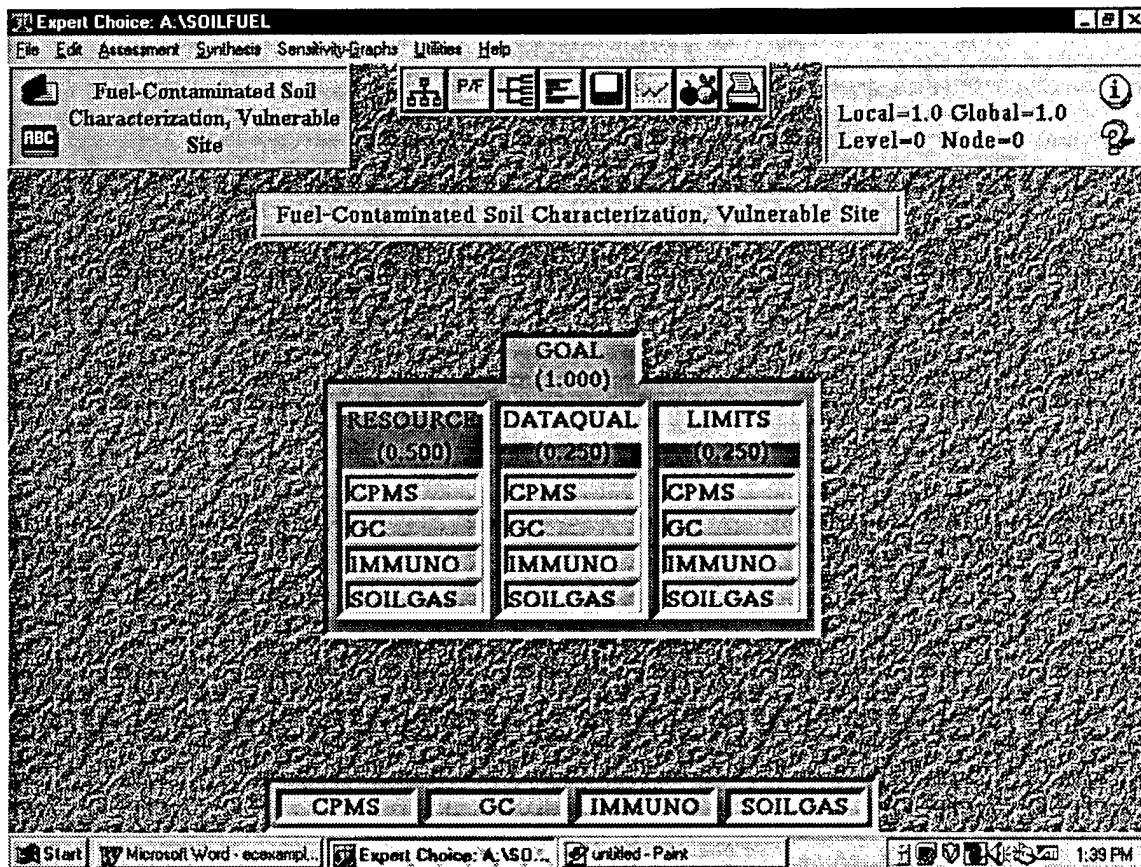 Expert Choice: A:\SOILFUEL
File Edit Assessment Synthesis Sensitivity-Graphs Utilities Help
Fuel-Contaminated Soil
Characterization, Vulnerable
Site
ABC
P/F
Local=1.0 Global=1.0
Level=0 Node=0
Fuel-Contaminated Soil Characterization, Vulnerable Site
GOAL
(1.000)
RESOURCE DATAQUAL LIMITS
(0.500) (0.250) (0.250)
CPMS CPMS CPMS
GC GC GC
IMMUNO IMMUNO IMMUNO
SOILGAS SOILGAS SOILGAS
CPMS GC IMMUNO SOILGAS
Start Microsoft Word - ecexampl... Expert Choice: A:\SO... untitled - Paint 1:39 PM